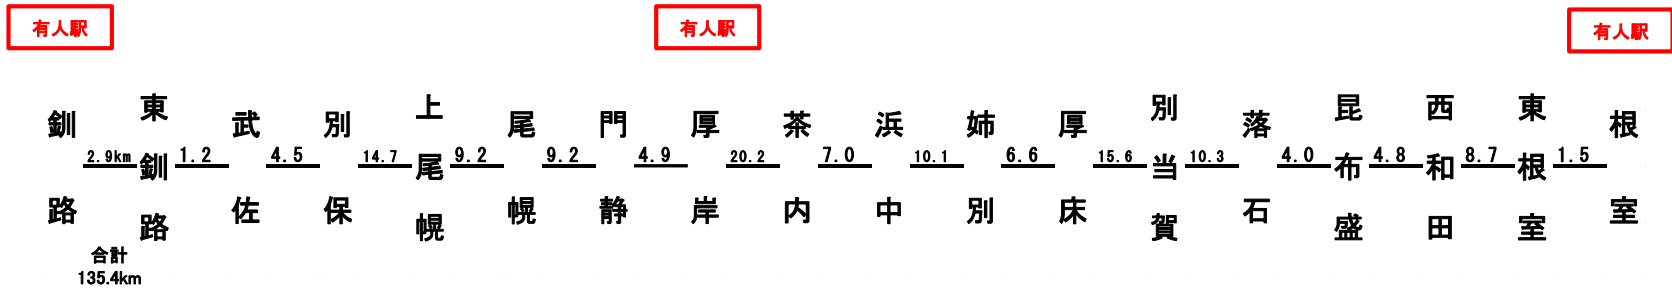 有人駅
有人駅
有人駅
釧路
2.9km
東釧路
1.2
武佐
4.5
別保
14.7
上尾幌
9.2
尾幌
9.2
門静
4.9
厚岸
20.2
茶内
7.0
浜中
10.1
姉別
6.6
厚床
15.6
別当賀
10.3
落石
4.0
昆布盛
4.8
西和田
8.7
東根室
1.5
根室
合計
135.4km